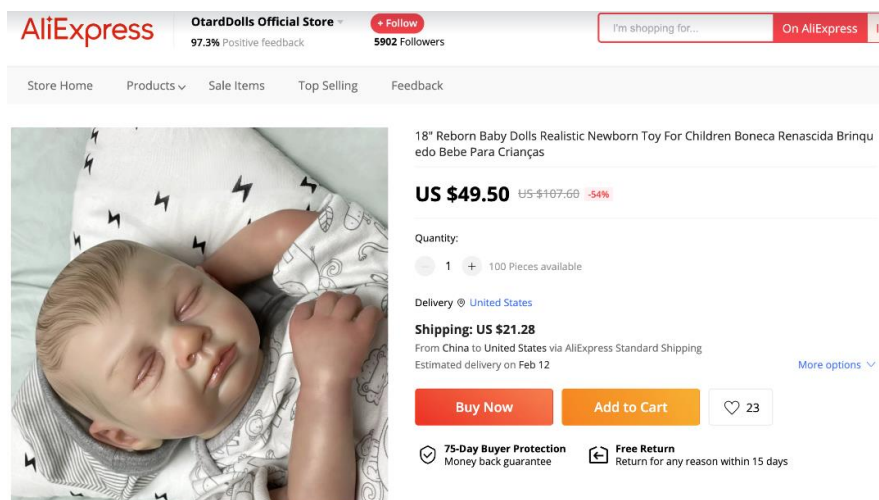 AliExpress
OtardDolls Official Store
97.3% Positive feedback
+ Follow
5902 Followers
I'm shopping for...
On AliExpress
Store Home
Products
Sale Items
Top Selling
Feedback
18" Reborn Baby Dolls Realistic Newborn Toy For Children Boneca Renascida Brinqu
edo Bebe Para Crianças
US $49.50 US $107.60 -54%
Quantity:
1 + 100 Pieces available
Delivery United States
Shipping: US $21.28
From China to United States via AliExpress Standard Shipping
Estimated delivery on Feb 12
More options
Buy Now
Add to Cart
23
75-Day Buyer Protection
Money back guarantee
Free Return
Return for any reason within 15 days